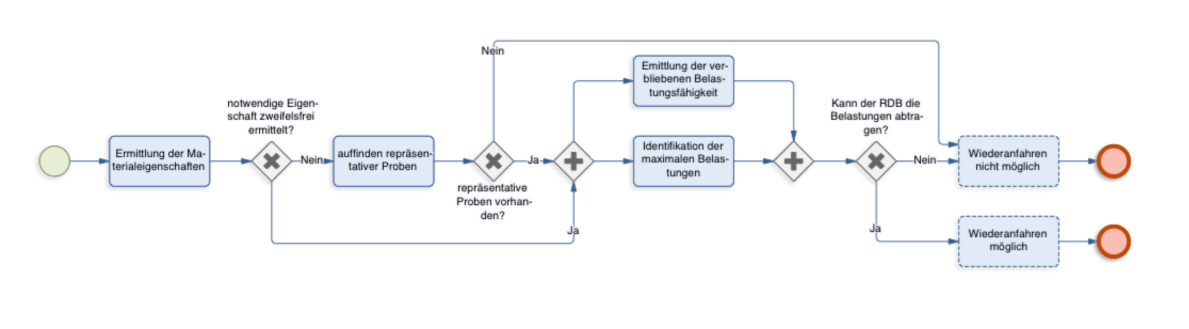 Ermittlung der Ma-
terialeigenschaften
notwendige Eigen-
schaft zweifelsfrei
ermittelt?
Nein
Ja
auffinden repräsen-
tativer Proben
Nein
repräsentative
Proben vorhan-
den?
Ja
Emittlung der ver-
bliebenen Belas-
tungsfähigkeit
Identifikation der
maximalen Belas-
tungen
Kann der RDB die
Belastungen abtra-
gen?
Nein
Ja
Wiederanfahren
nicht möglich
Wiederanfahren
möglich